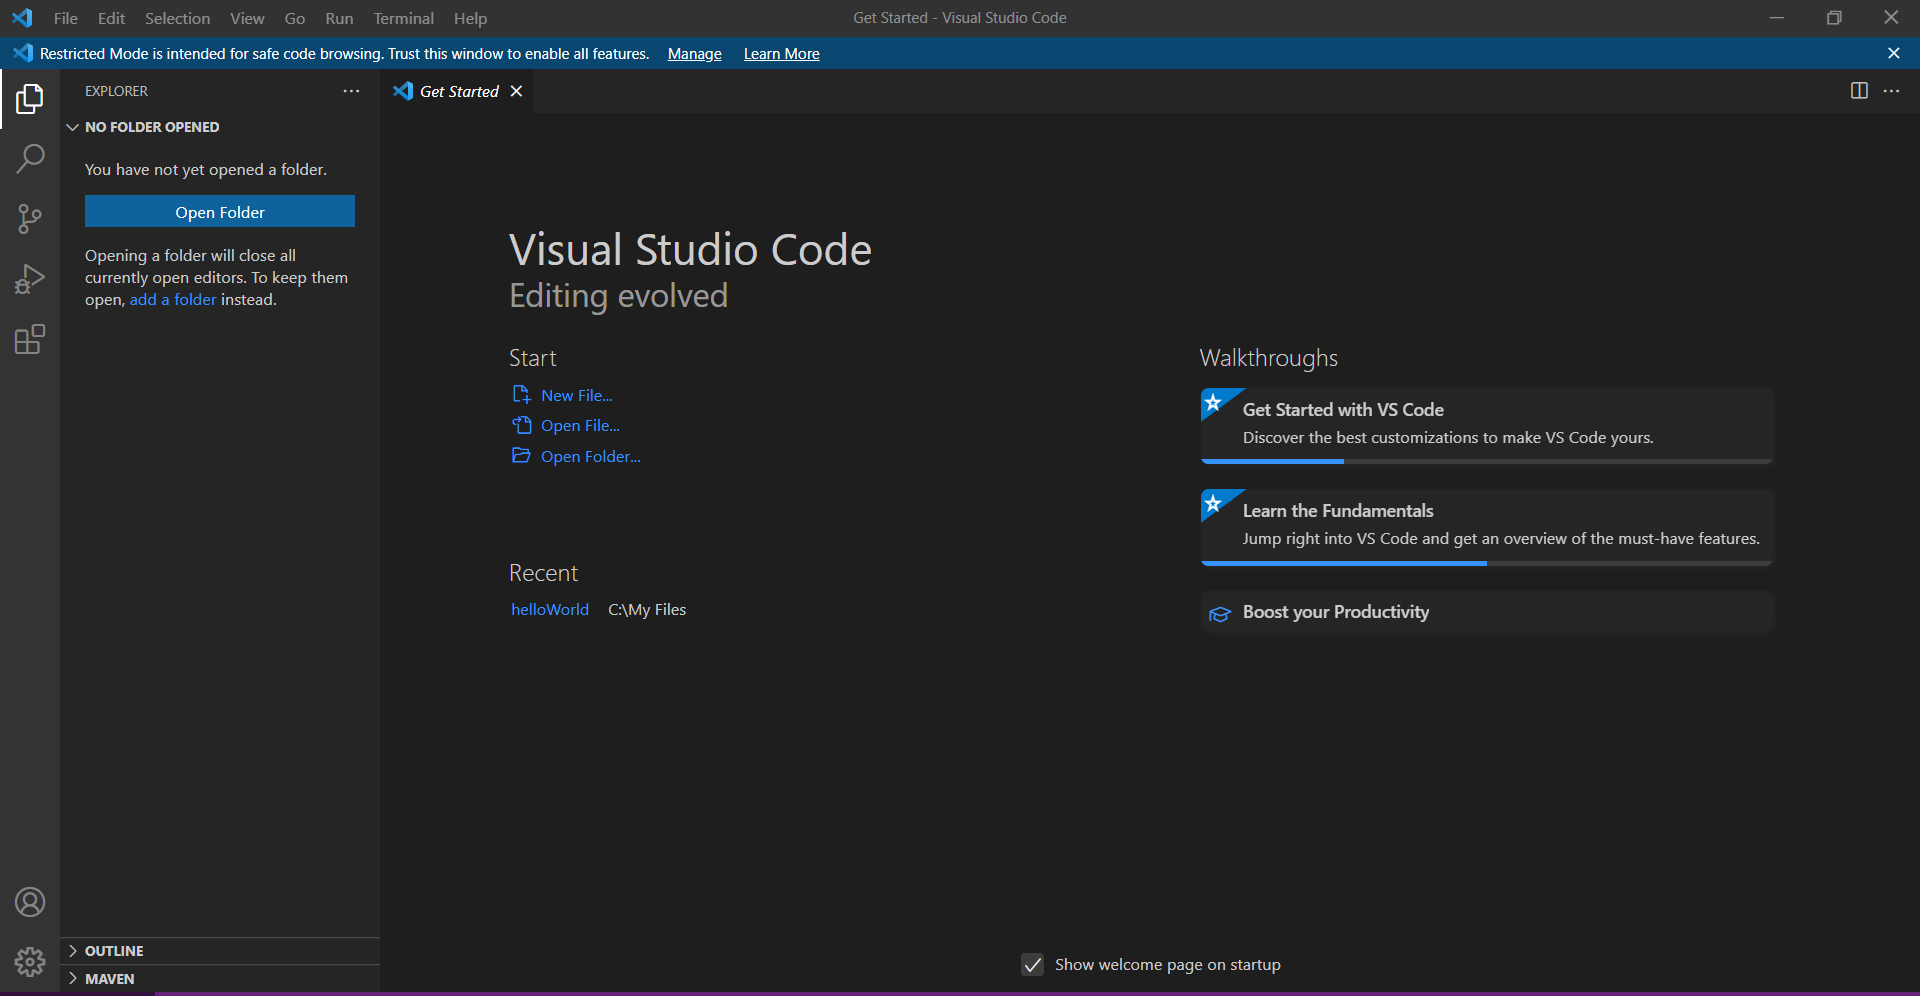 File Edit Selection View Go Run Terminal Help
Get Started - Visual Studio Code
Restricted Mode is intended for safe code browsing. Trust this window to enable all features. Manage Learn More
EXPLORER
NO FOLDER OPENED
You have not yet opened a folder.
Open Folder
Opening a folder will close all
currently open editors. To keep them
open, add a folder instead.
OUTLINE
MAVEN
Get Started
Visual Studio Code
Editing evolved
Start
New File...
Open File...
Open Folder...
Recent
helloWorld C:\My Files
Walkthroughs
Get Started with VS Code
Discover the best customizations to make VS Code yours.
Learn the Fundamentals
Jump right into VS Code and get an overview of the must-have features.
Boost your Productivity
Show welcome page on startup